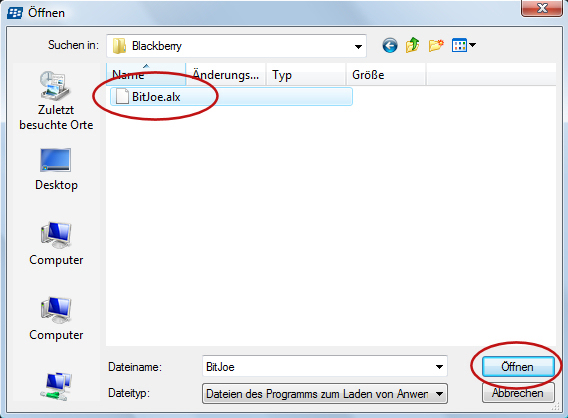 Öffnen
Suchen in:
Blackberry
Name
Änderungs...
Typ
Größe
BitJoe.alx
Zuletzt
besuchte Orte
Desktop
Computer
Computer
Dateiname:
BitJoe
Öffnen
Dateityp:
Dateien des Programms zum Laden von Anwen
Abbrechen